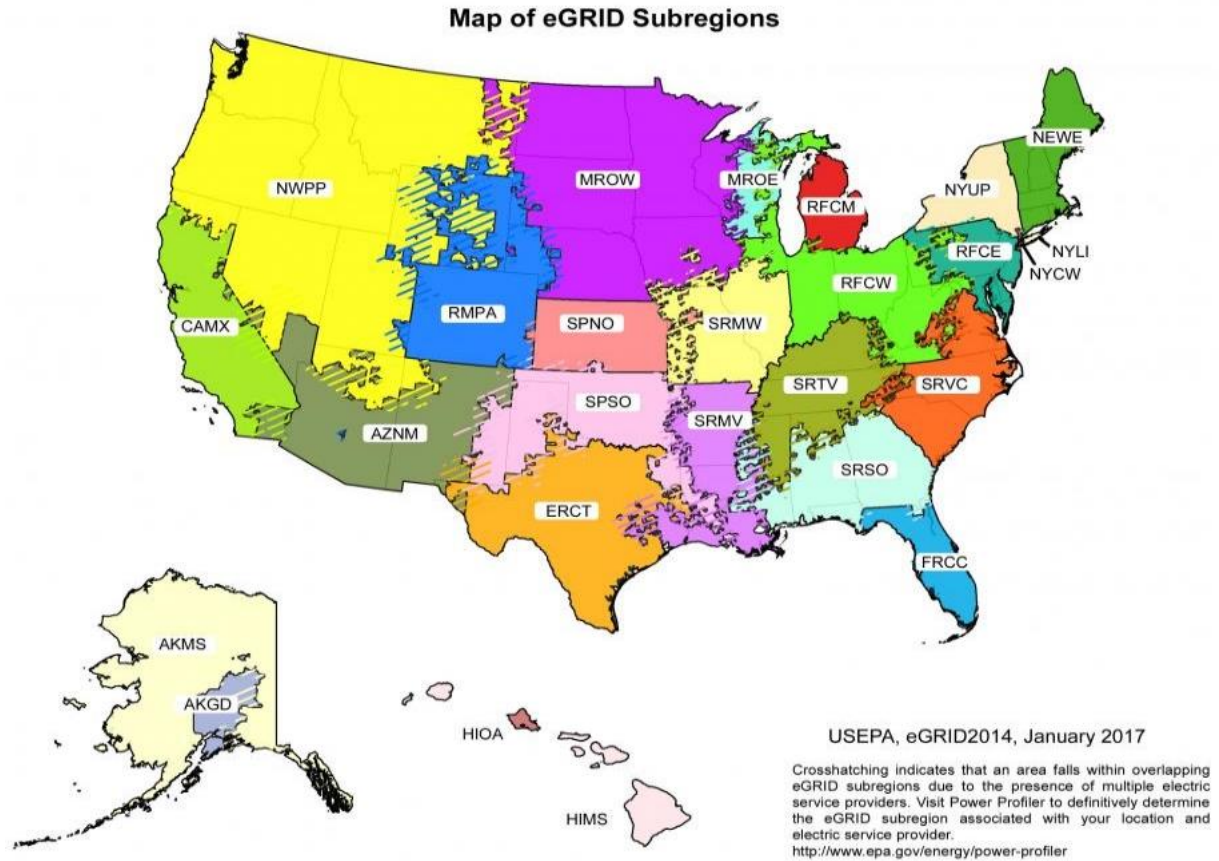 Map of eGRID Subregions
NEWE
NWPP
MROW
MROE
NYUP
RFCM
RFCE
NYLI
NYCW
RFCW
RMPA
SPNO
SRMW
CAMX
SRTV
SRVC
SPSO
SRMV
AZNM
SRSO
ERCT
FRCC
AKMS
AKGD
HIOA
HIMS
USEPA, eGRID2014, January 2017
Crosshatching indicates that an area falls within overlapping
eGRID subregions due to the presence of multiple electric
service providers. Visit Power Profiler to definitively determine
the eGRID subregion associated with your location and
electric service provider.
http://www.epa.gov/energy/power-profiler